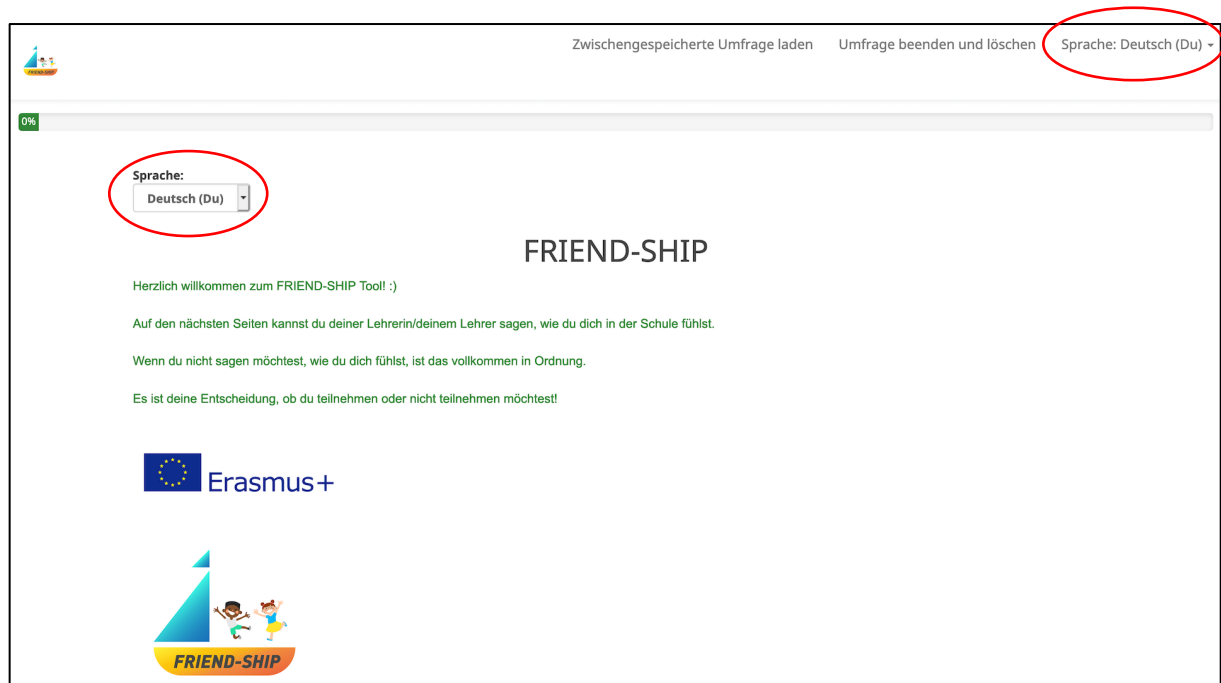 FRIEND-SHIP
Zwischengespeicherte Umfrage laden
Umfrage beenden und löschen
Sprache: Deutsch (Du)
0%
Sprache:
Deutsch (Du)
FRIEND-SHIP
Herzlich willkommen zum FRIEND-SHIP Tool! :)
Auf den nächsten Seiten kannst du deiner Lehrerin/deinem Lehrer sagen, wie du dich in der Schule fühlst.
Wenn du nicht sagen möchtest, wie du dich fühlst, ist das vollkommen in Ordnung.
Es ist deine Entscheidung, ob du teilnehmen oder nicht teilnehmen möchtest!
Erasmus+
FRIEND-SHIP